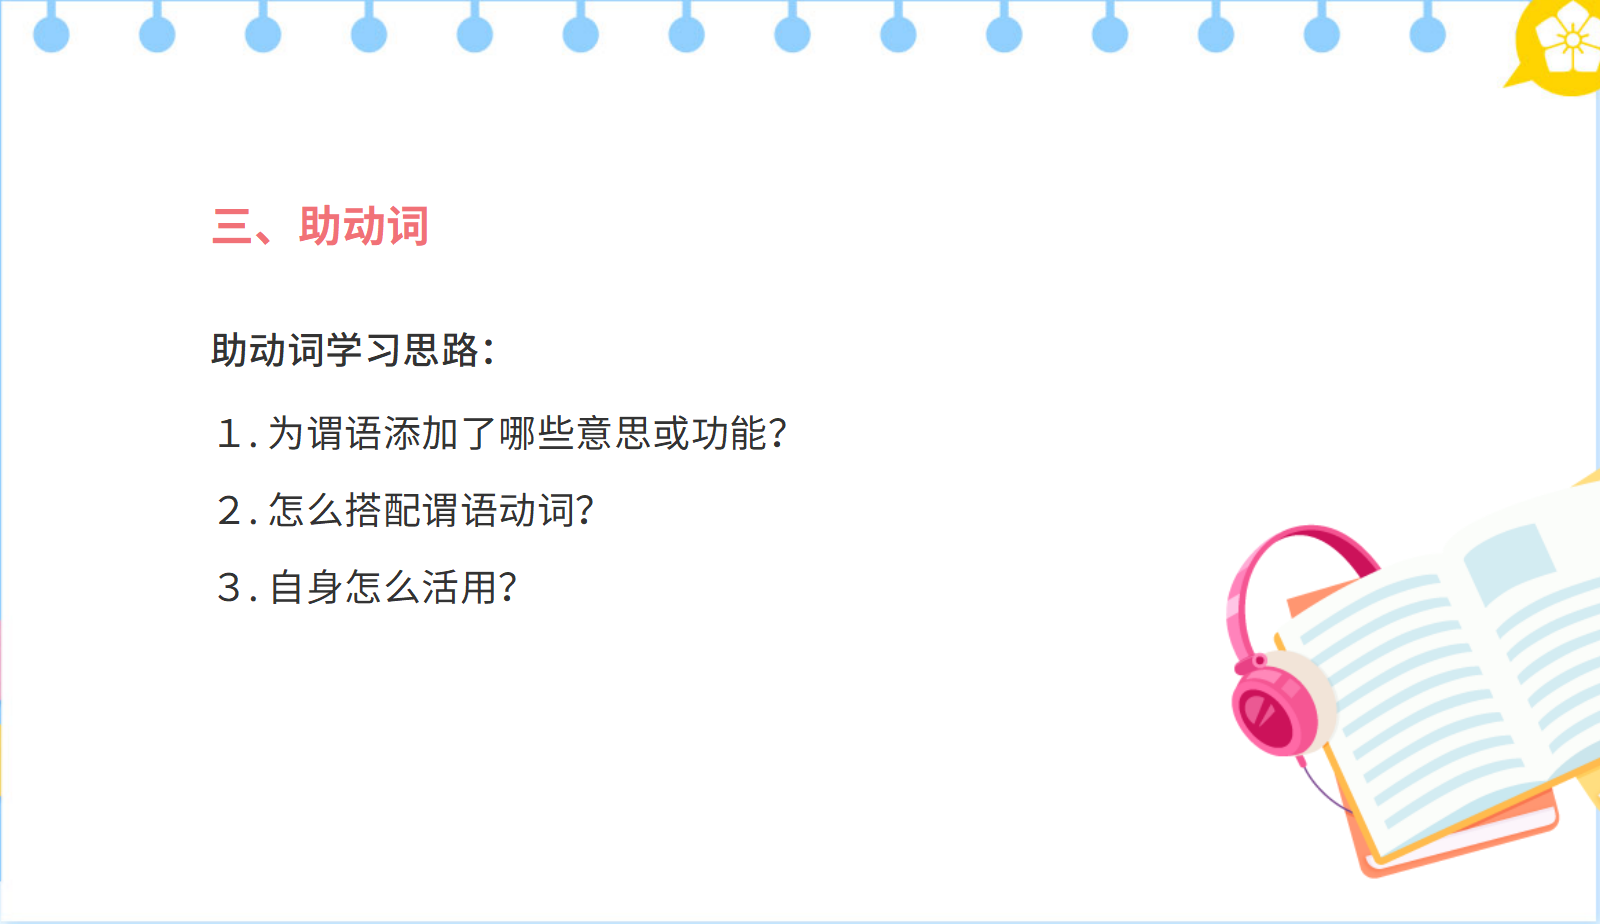 三、助动词
助动词学习思路：
１. 为谓语添加了哪些意思或功能？
２. 怎么搭配谓语动词？
３. 自身怎么活用？